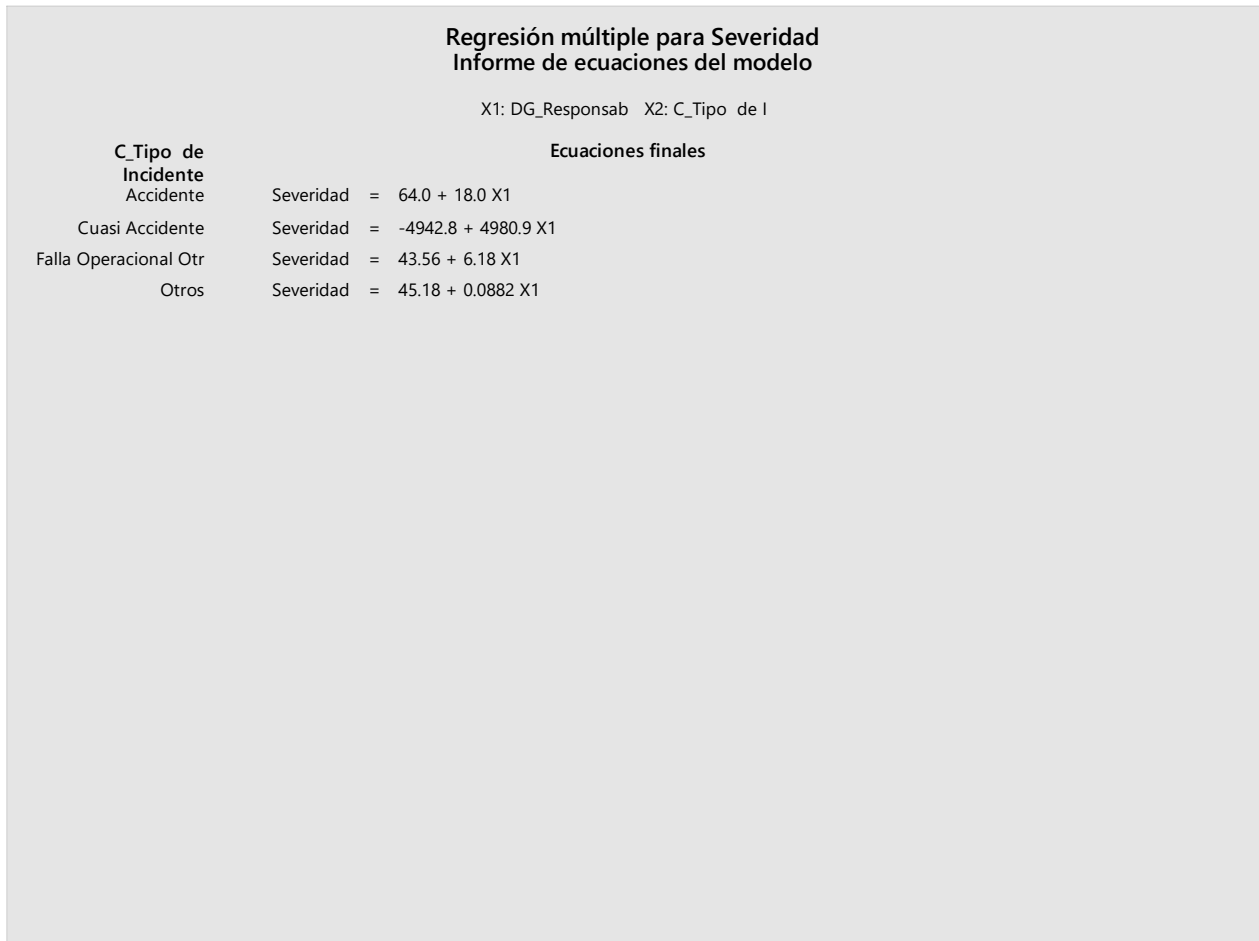 Regresión múltiple para Severidad
Informe de ecuaciones del modelo
X1: DG_Responsab X2: C_Tipo de I
C_Tipo de
Incidente
Ecuaciones finales
Accidente Severidad = 64.0 + 18.0 X1
Cuasi Accidente Severidad = -4942.8 + 4980.9 X1
Falla Operacional Otr Severidad = 43.56 + 6.18 X1
Otros Severidad = 45.18 + 0.0882 X1